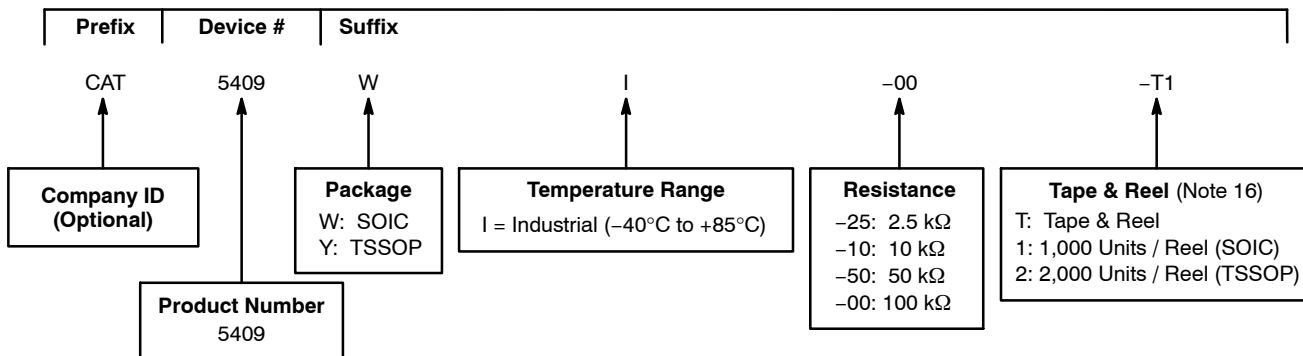 Prefix Device # Suffix
CAT 5409 W I −00 −T1
Company ID
(Optional)
Product Number
5409
Package
W: SOIC
Y: TSSOP
Temperature Range
I = Industrial (−40°C to +85°C)
Resistance
−25: 2.5 kΩ
−10: 10 kΩ
−50: 50 kΩ
−00: 100 kΩ
Tape & Reel (Note 16)
T: Tape & Reel
1: 1,000 Units / Reel (SOIC)
2: 2,000 Units / Reel (TSSOP)